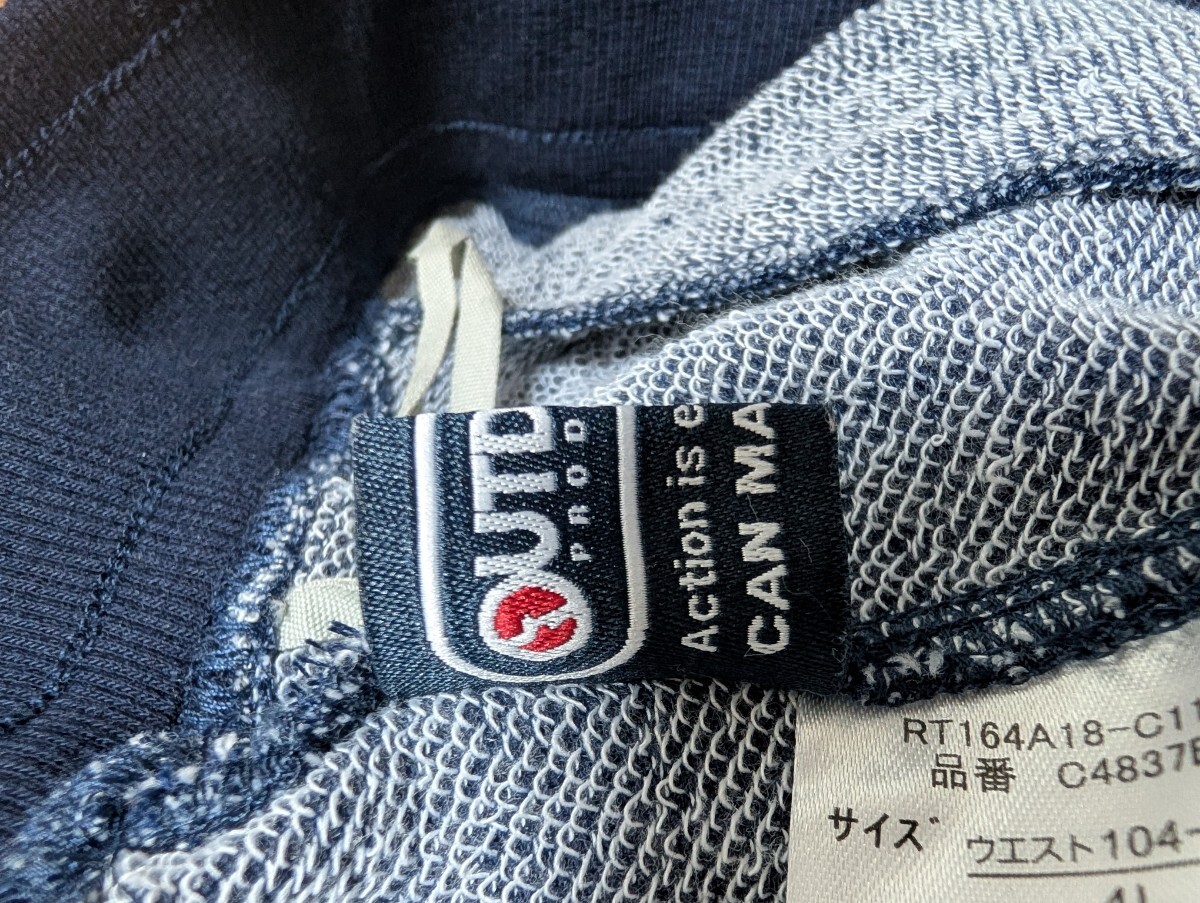 OUTD
PROD
Action is e
CAN MA
RT164A18-C11
品番 C4837
サイズ
ウエスト104-
4L